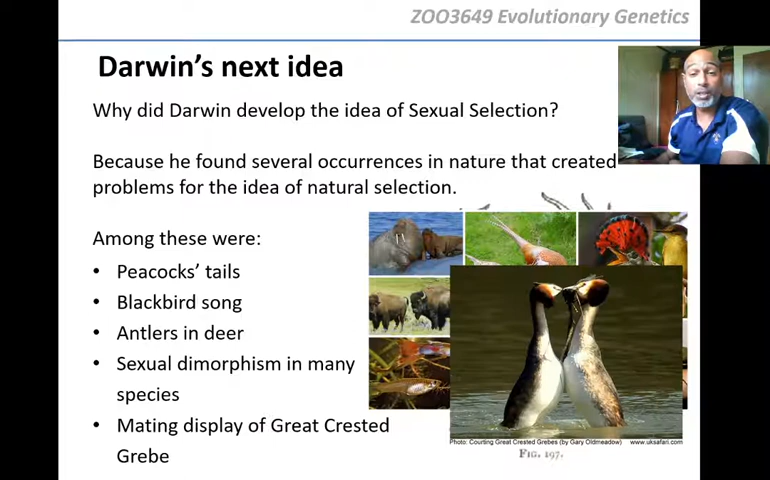 ZOO3649 Evolutionary Genetics
Darwin's next idea
Why did Darwin develop the idea of Sexual Selection?
Because he found several occurrences in nature that created
problems for the idea of natural selection.
Among these were:
• Peacocks' tails
• Blackbird song
• Antlers in deer
• Sexual dimorphism in many
species
• Mating display of Great Crested
Grebe
Photo: Courting Great Crested Grebes (by Gary Oldmeadow) www.uksafari.com
FIG. 197.